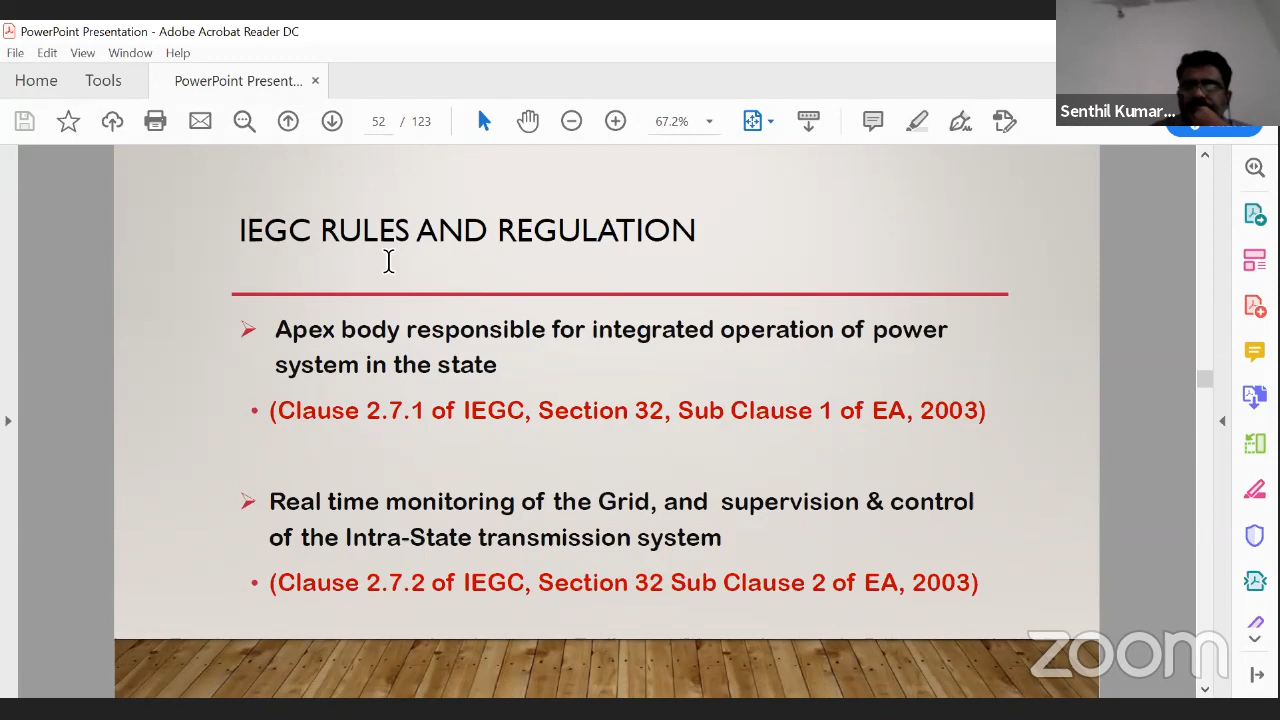 PowerPoint Presentation - Adobe Acrobat Reader DC
File Edit View Window Help
Home Tools PowerPoint Present... ×
52 / 123 67.2%
Senthil Kumar...
IEGC RULES AND REGULATION
Apex body responsible for integrated operation of power
system in the state
• (Clause 2.7.1 of IEGC, Section 32, Sub Clause 1 of EA, 2003)
Real time monitoring of the Grid, and supervision & control
of the Intra-State transmission system
• (Clause 2.7.2 of IEGC, Section 32 Sub Clause 2 of EA, 2003)
zoom